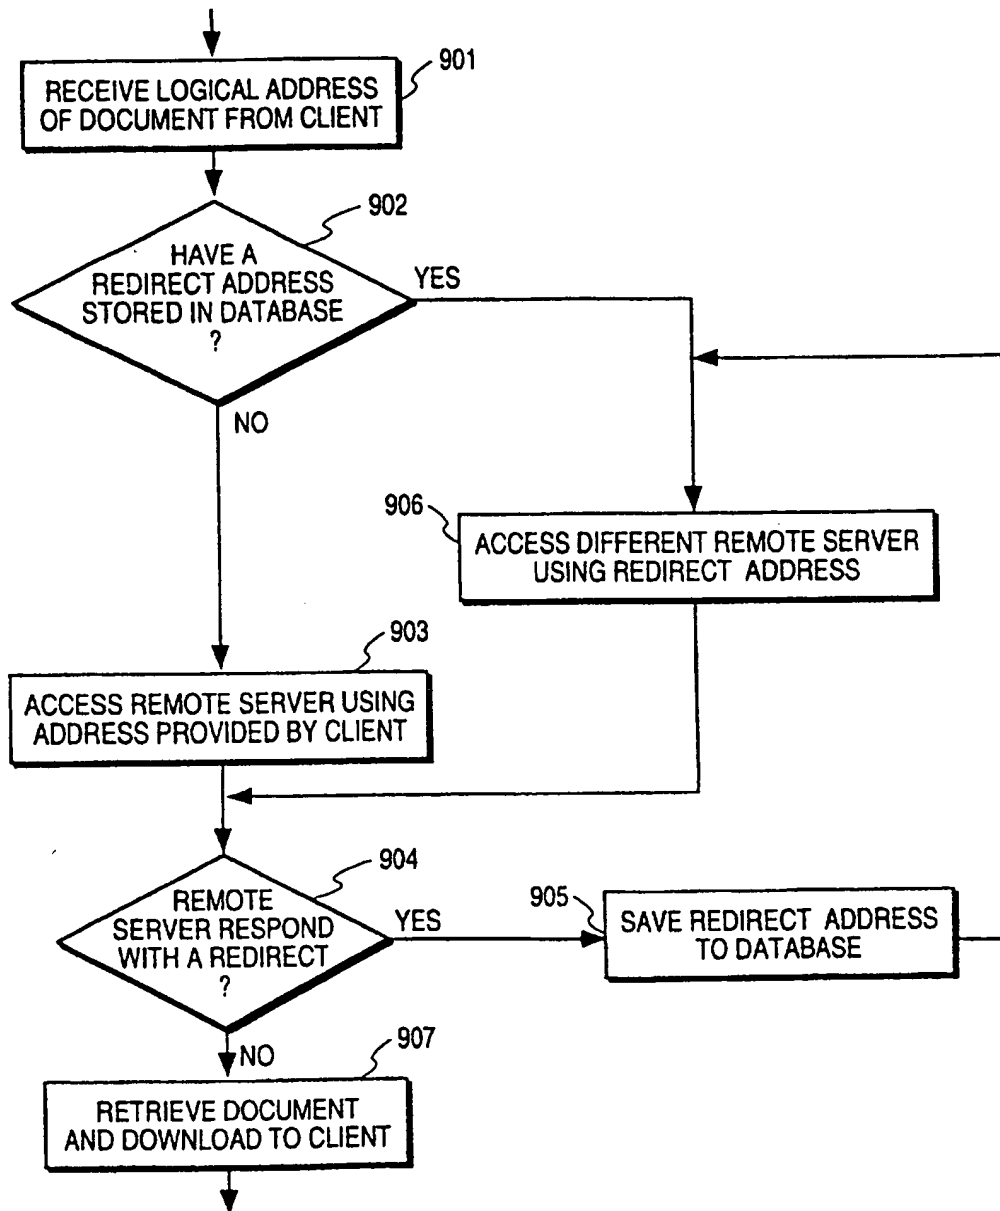 901
RECEIVE LOGICAL ADDRESS
OF DOCUMENT FROM CLIENT
902
HAVE A
REDIRECT ADDRESS
STORED IN DATABASE
?
YES
NO
906
ACCESS DIFFERENT REMOTE SERVER
USING REDIRECT ADDRESS
903
ACCESS REMOTE SERVER USING
ADDRESS PROVIDED BY CLIENT
904
REMOTE
SERVER RESPOND
WITH A REDIRECT
?
YES
905
SAVE REDIRECT ADDRESS
TO DATABASE
NO
907
RETRIEVE DOCUMENT
AND DOWNLOAD TO CLIENT